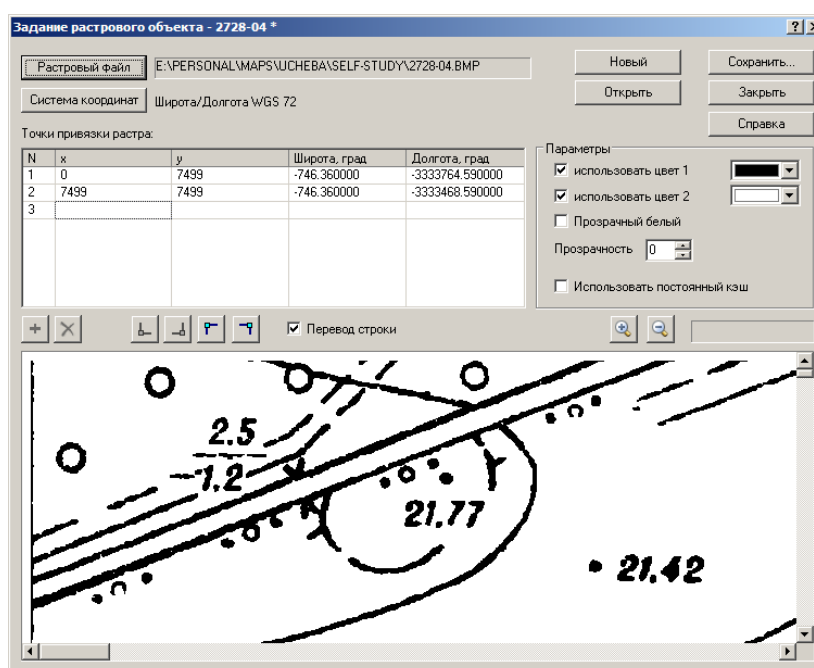 Задание растрового объекта - 2728-04 *
Растровый файл E:\PERSONAL\MAPS\UCHEBA\SELF-STUDY\2728-04.BMP Новый Сохранить...
Система координат Широта/Долгота WGS 72 Открыть Закрыть
Справка
Точки привязки растра:
Параметры
N x y Широта, град Долгота, град
1 0 7499 -746.360000 -3333764.590000
2 7499 7499 -746.360000 -3333468.590000
3
использовать цвет 1
использовать цвет 2
Прозрачный белый
Прозрачность 0
Использовать постоянный кэш
Перевод строки
2.5
1.2
21.77
21.42